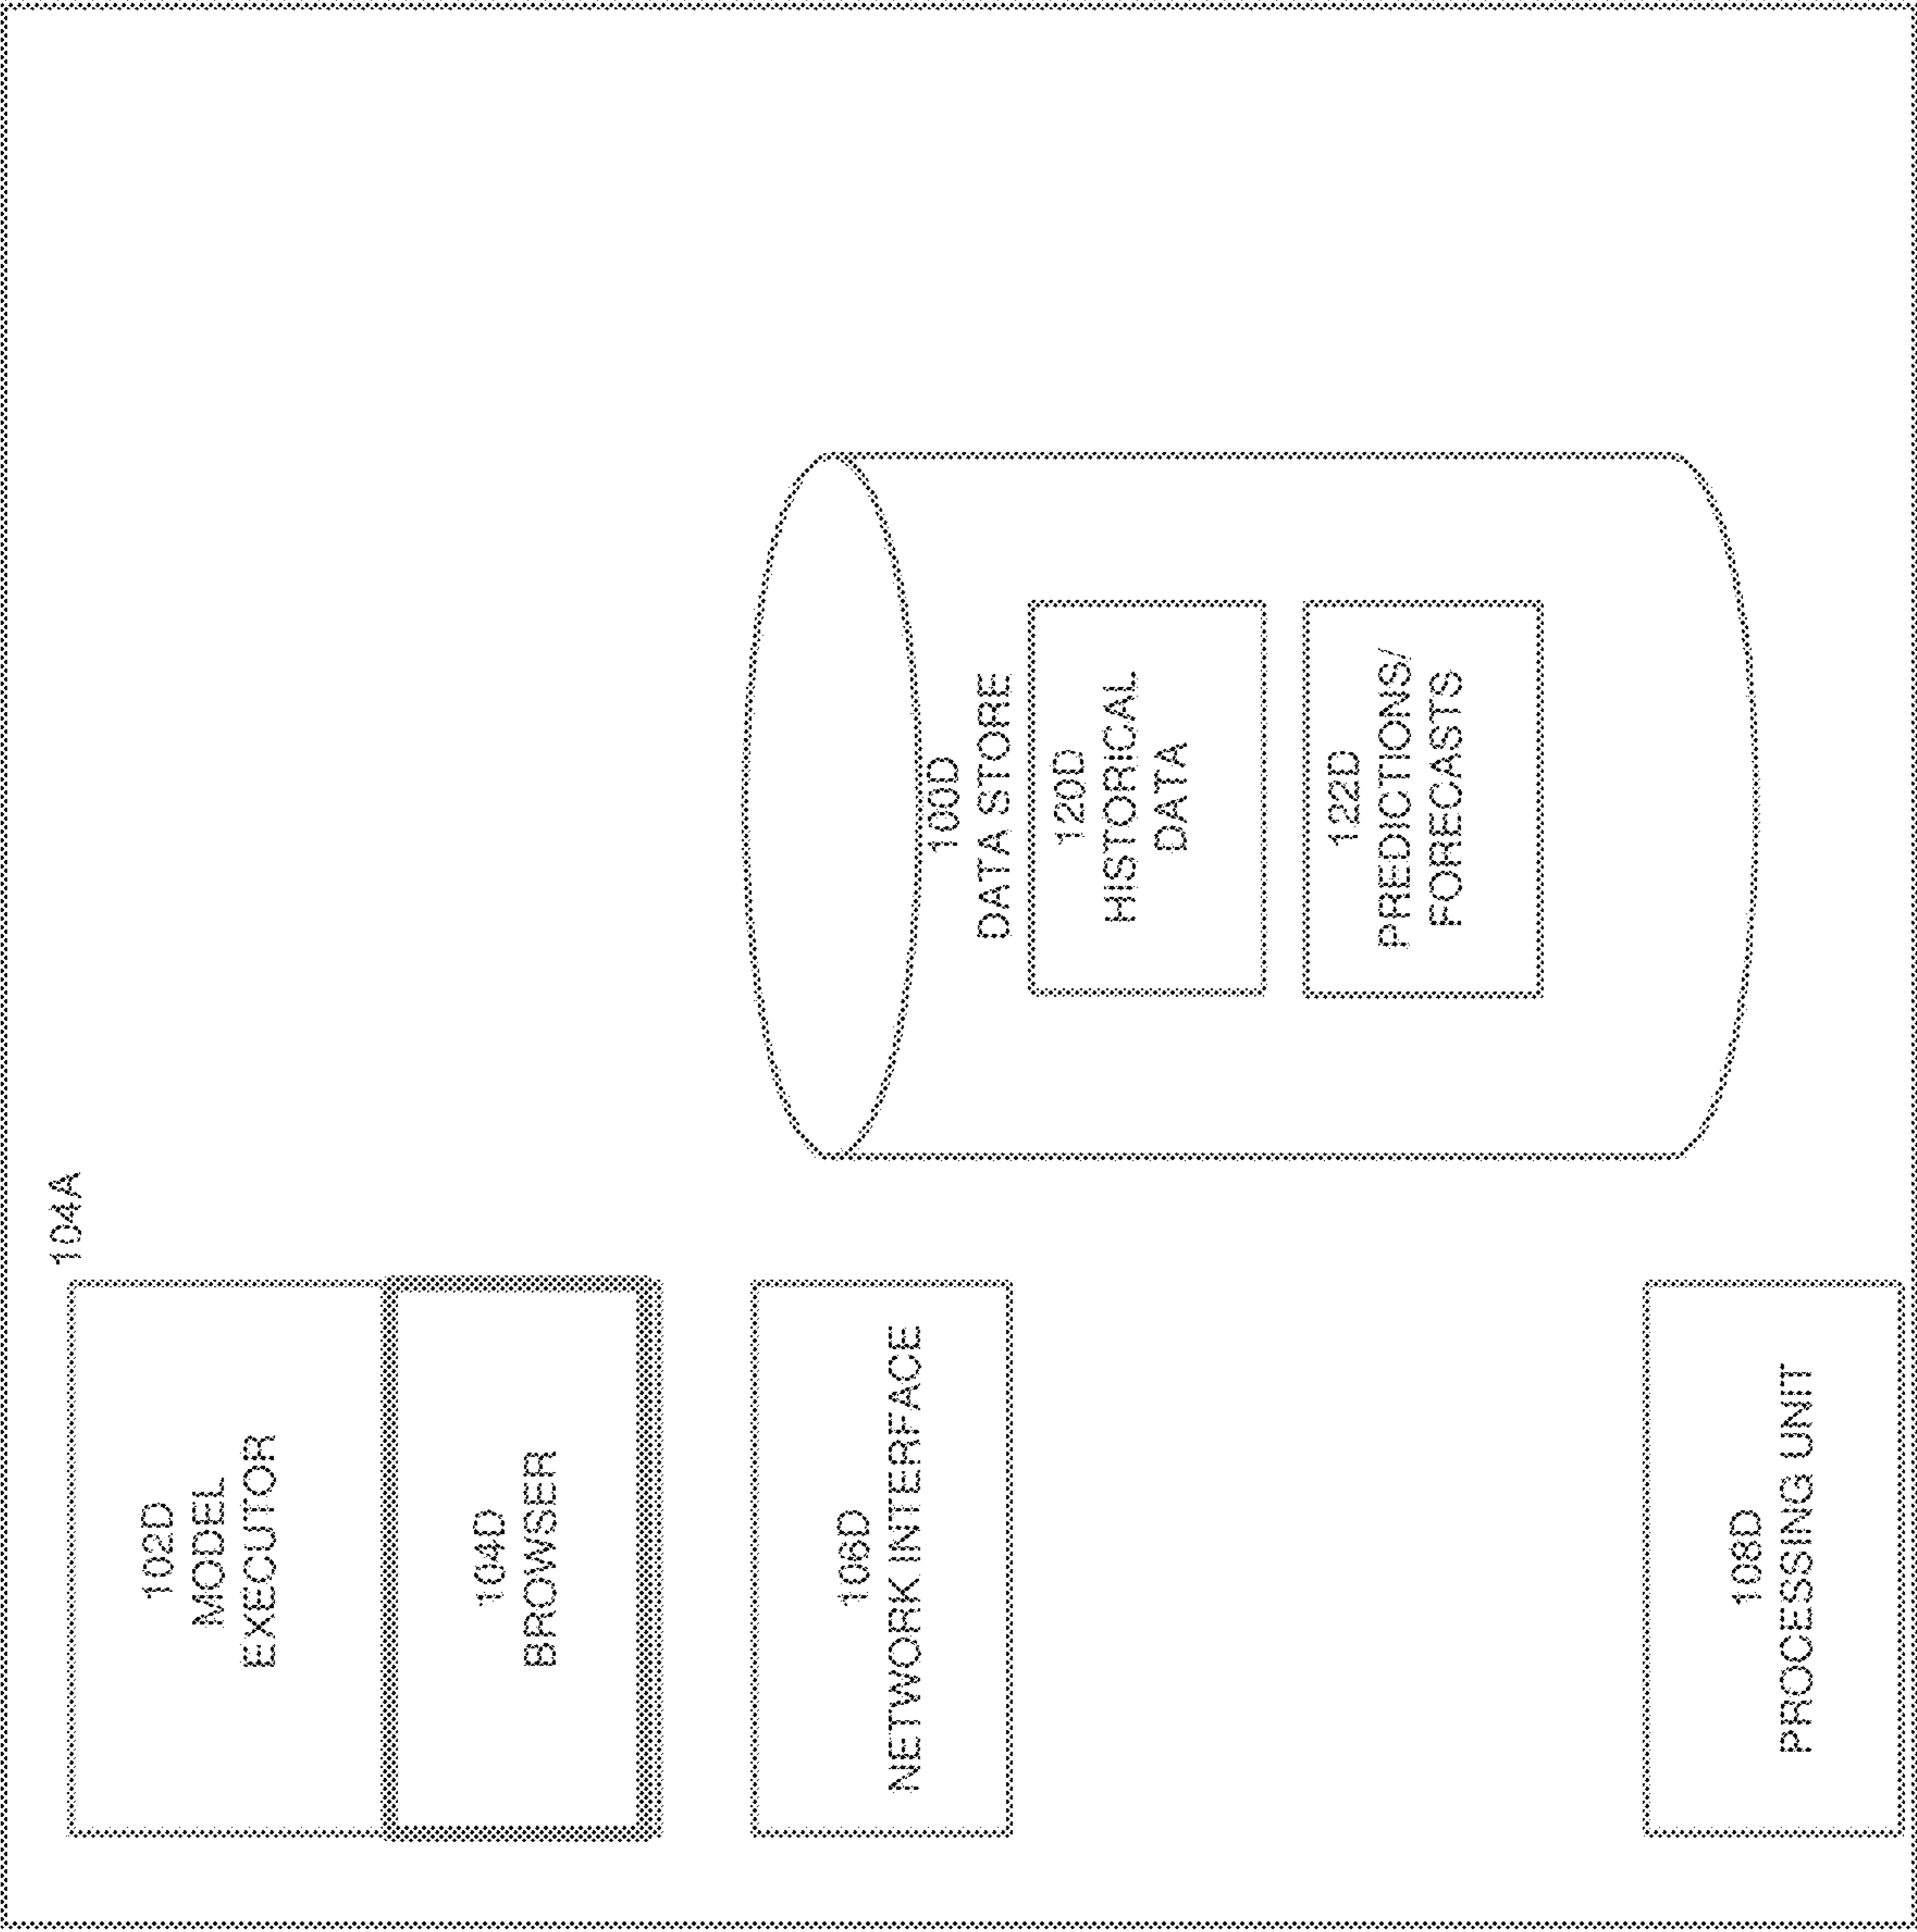 104A
102D
MODEL
EXECUTOR
104D
BROWSER
106D
NETWORK INTERFACE
108D
PROCESSING UNIT
100D
DATA STORE
120D
HISTORICAL
DATA
122D
PREDICTIONS/
FORECASTS